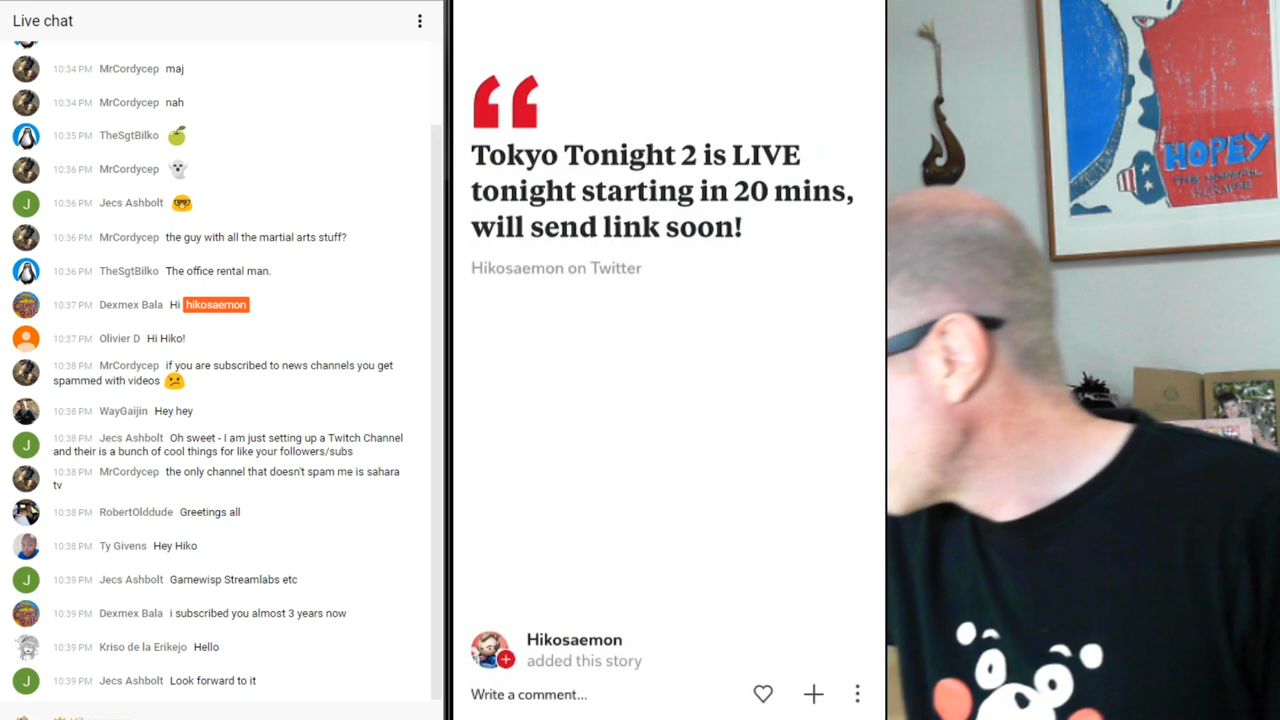 Live chat
10:34 PM MrCordycep maj
10:34 PM MrCordycep nah
10:35 PM TheSgtBilko
10:36 PM MrCordycep
10:36 PM Jecs Ashbolt
10:36 PM MrCordycep the guy with all the martial arts stuff?
10:36 PM TheSgtBilko The office rental man.
10:37 PM Dexmex Bala Hi hikosaemon
10:37 PM Olivier D Hi Hiko!
10:38 PM MrCordycep if you are subscribed to news channels you get
spammed with videos
10:38 PM WayGaijin Hey hey
J 10:38 PM Jecs Ashbolt Oh sweet - I am just setting up a Twitch Channel
and their is a bunch of cool things for like your followers/subs
10:38 PM MrCordycep the only channel that doesn't spam me is sahara
tv
10:38 PM RobertOlddude Greetings all
10:38 PM Ty Givens Hey Hiko
J 10:39 PM Jecs Ashbolt Gamewisp Streamlabs etc
10:39 PM Dexmex Bala i subscribed you almost 3 years now
10:39 PM Kriso de la Erikejo Hello
J 10:39 PM Jecs Ashbolt Look forward to it
“
Tokyo Tonight 2 is LIVE
tonight starting in 20 mins,
will send link soon!
Hikosaemon on Twitter
Hikosaemon
added this story
Write a comment...
HOPEY